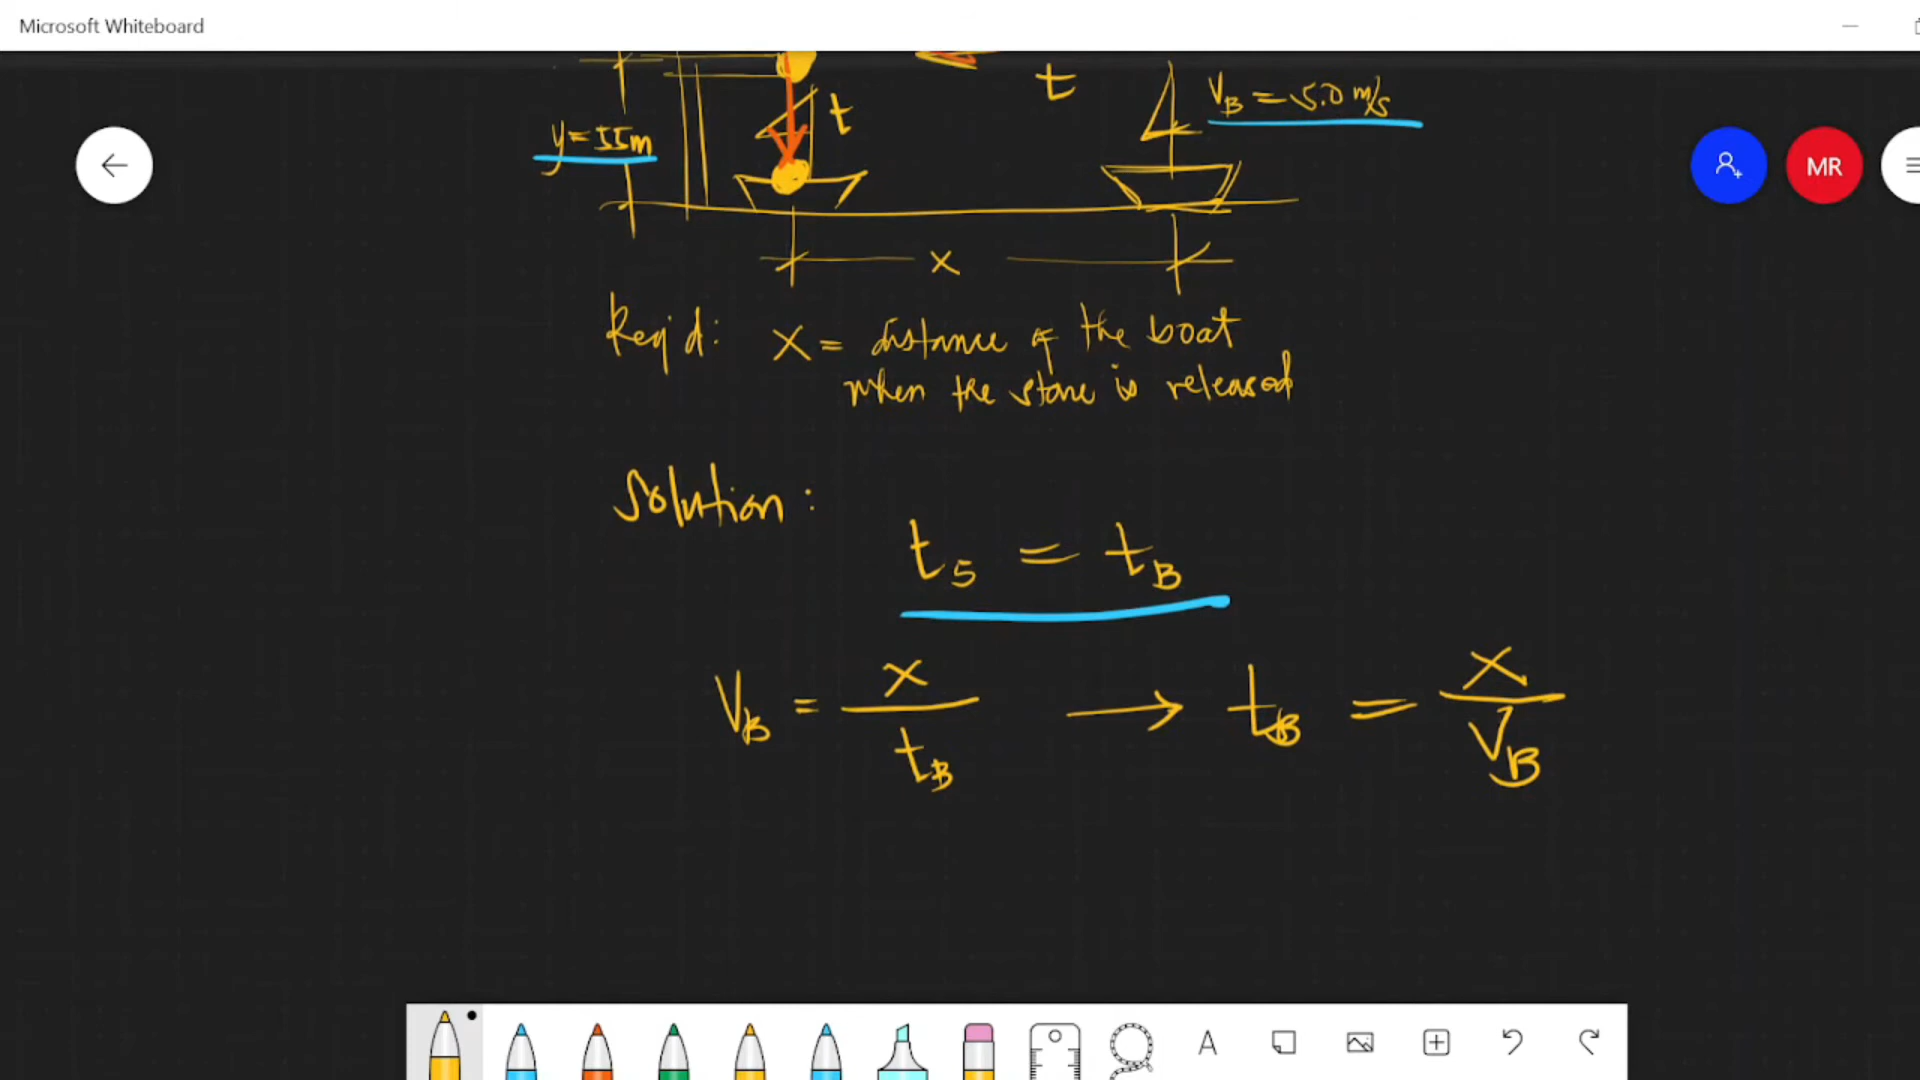 Microsoft Whiteboard
t
V_B = 5.0 m/s
t
y = 55m
MR
x
Req'd: X = distance of the boat
when the stone is released
Solution:
t_s = t_B
V_B = x / t_B → t_B = x / V_B
A